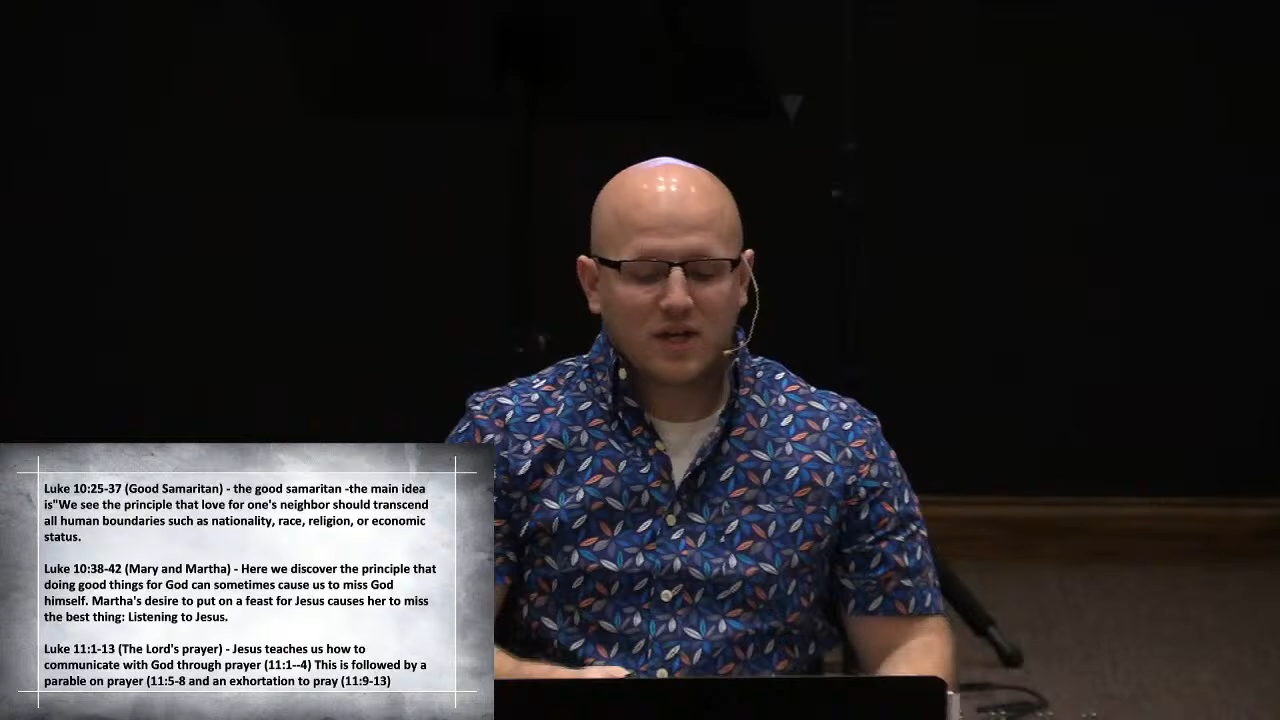 Luke 10:25-37 (Good Samaritan) - the good samaritan -the main idea
is"We see the principle that love for one's neighbor should transcend
all human boundaries such as nationality, race, religion, or economic
status.
Luke 10:38-42 (Mary and Martha) - Here we discover the principle that
doing good things for God can sometimes cause us to miss God
himself. Martha's desire to put on a feast for Jesus causes her to miss
the best thing: Listening to Jesus.
Luke 11:1-13 (The Lord's prayer) - Jesus teaches us how to
communicate with God through prayer (11:1--4) This is followed by a
parable on prayer (11:5-8 and an exhortation to pray (11:9-13)